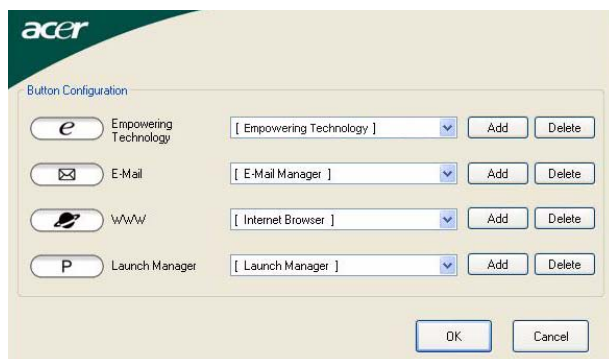 acer
Button Configuration
e Empowering Technology [ Empowering Technology ] Add Delete
E-Mail [ E-Mail Manager ] Add Delete
WWW [ Internet Browser ] Add Delete
P Launch Manager [ Launch Manager ] Add Delete
OK Cancel